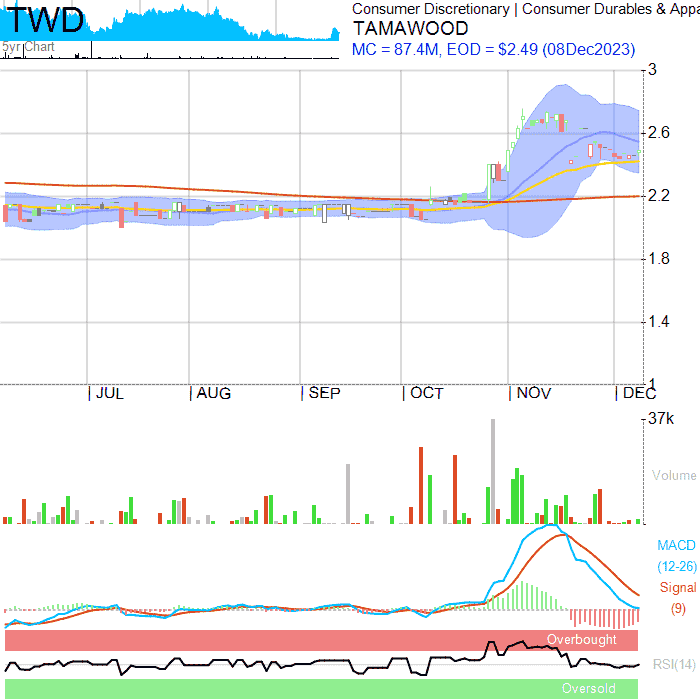 TWD
5yr Chart
Consumer Discretionary | Consumer Durables & Appa
TAMAWOOD
MC = 87.4M, EOD = $2.49 (08Dec2023)
3
2.6
2.2
1.8
1.4
1
JUL AUG SEP OCT NOV DEC
37k
Volume
MACD
(12-26)
Signal
(9)
Overbought
RSI(14)
Oversold